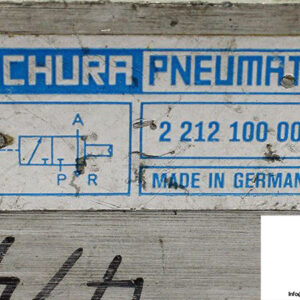 CHURA PNEUMAT
A
2 212 100 00
P R
MADE IN GERMAN